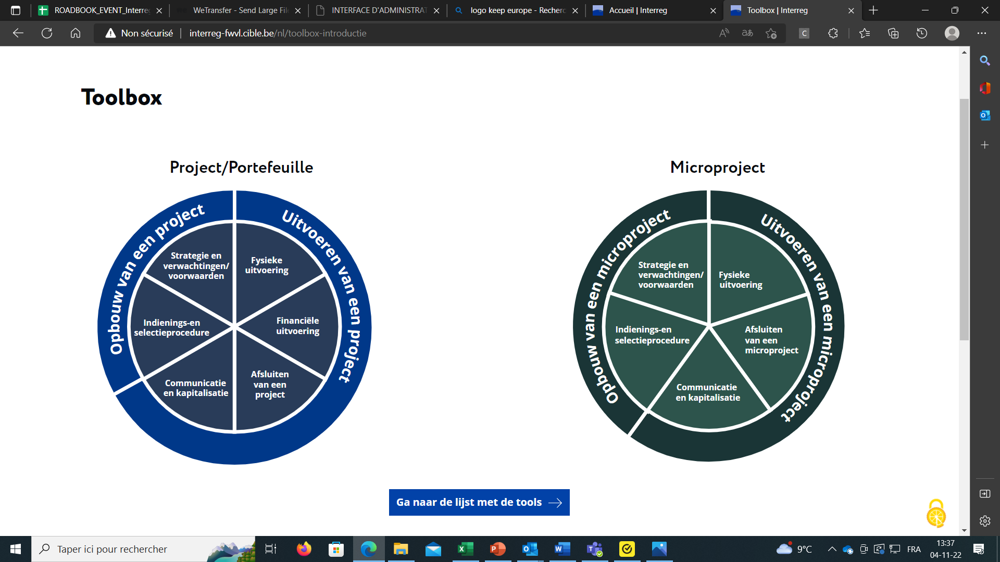 ROADBOOK_EVENT_Interreg
WeTransfer - Send Large File
INTERFACE D'ADMINISTRAT
logo keep europe - Recherc
Accueil | Interreg
Toolbox | Interreg
Non sécurisé
interreg-fwvl.cible.be/nl/toolbox-introductie
Toolbox
Project/Portefeuille
Opbouw van een project
Uitvoeren van een project
Strategie en
verwachtingen/
voorwaarden
Fysieke
uitvoering
Indienings-en
selectieprocedure
Financiële
uitvoering
Communicatie
en kapitalisatie
Afsluiten
van een
project
Microproject
Opbouw van een microproject
Uitvoeren van een microproject
Strategie en
verwachtingen/
voorwaarden
Fysieke
uitvoering
Indienings-en
selectieprocedure
Afsluiten
van een
microproject
Communicatie
en kapitalisatie
Ga naar de lijst met de tools
Taper ici pour rechercher
9°C
FRA
13:37
04-11-22